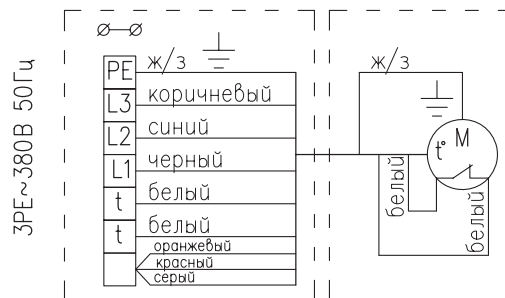 3PE~380В 50Гц
PE
Ж/З
L3
коричневый
L2
синий
L1
черный
t
белый
t
белый
оранжевый
красный
серый
Ж/З
t° M
белый
белый